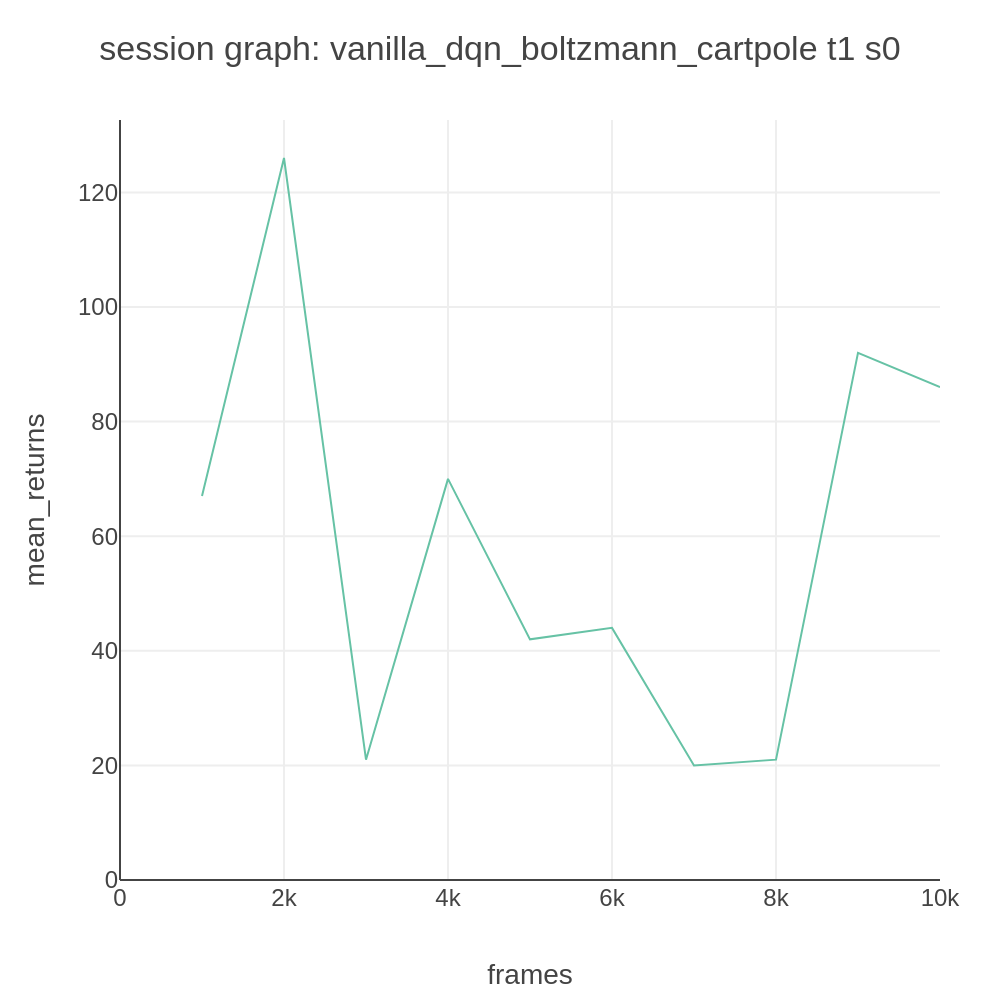 session graph: vanilla_dqn_boltzmann_cartpole t1 s0
mean_returns
120
100
80
60
40
20
0
0 2k 4k 6k 8k 10k
frames